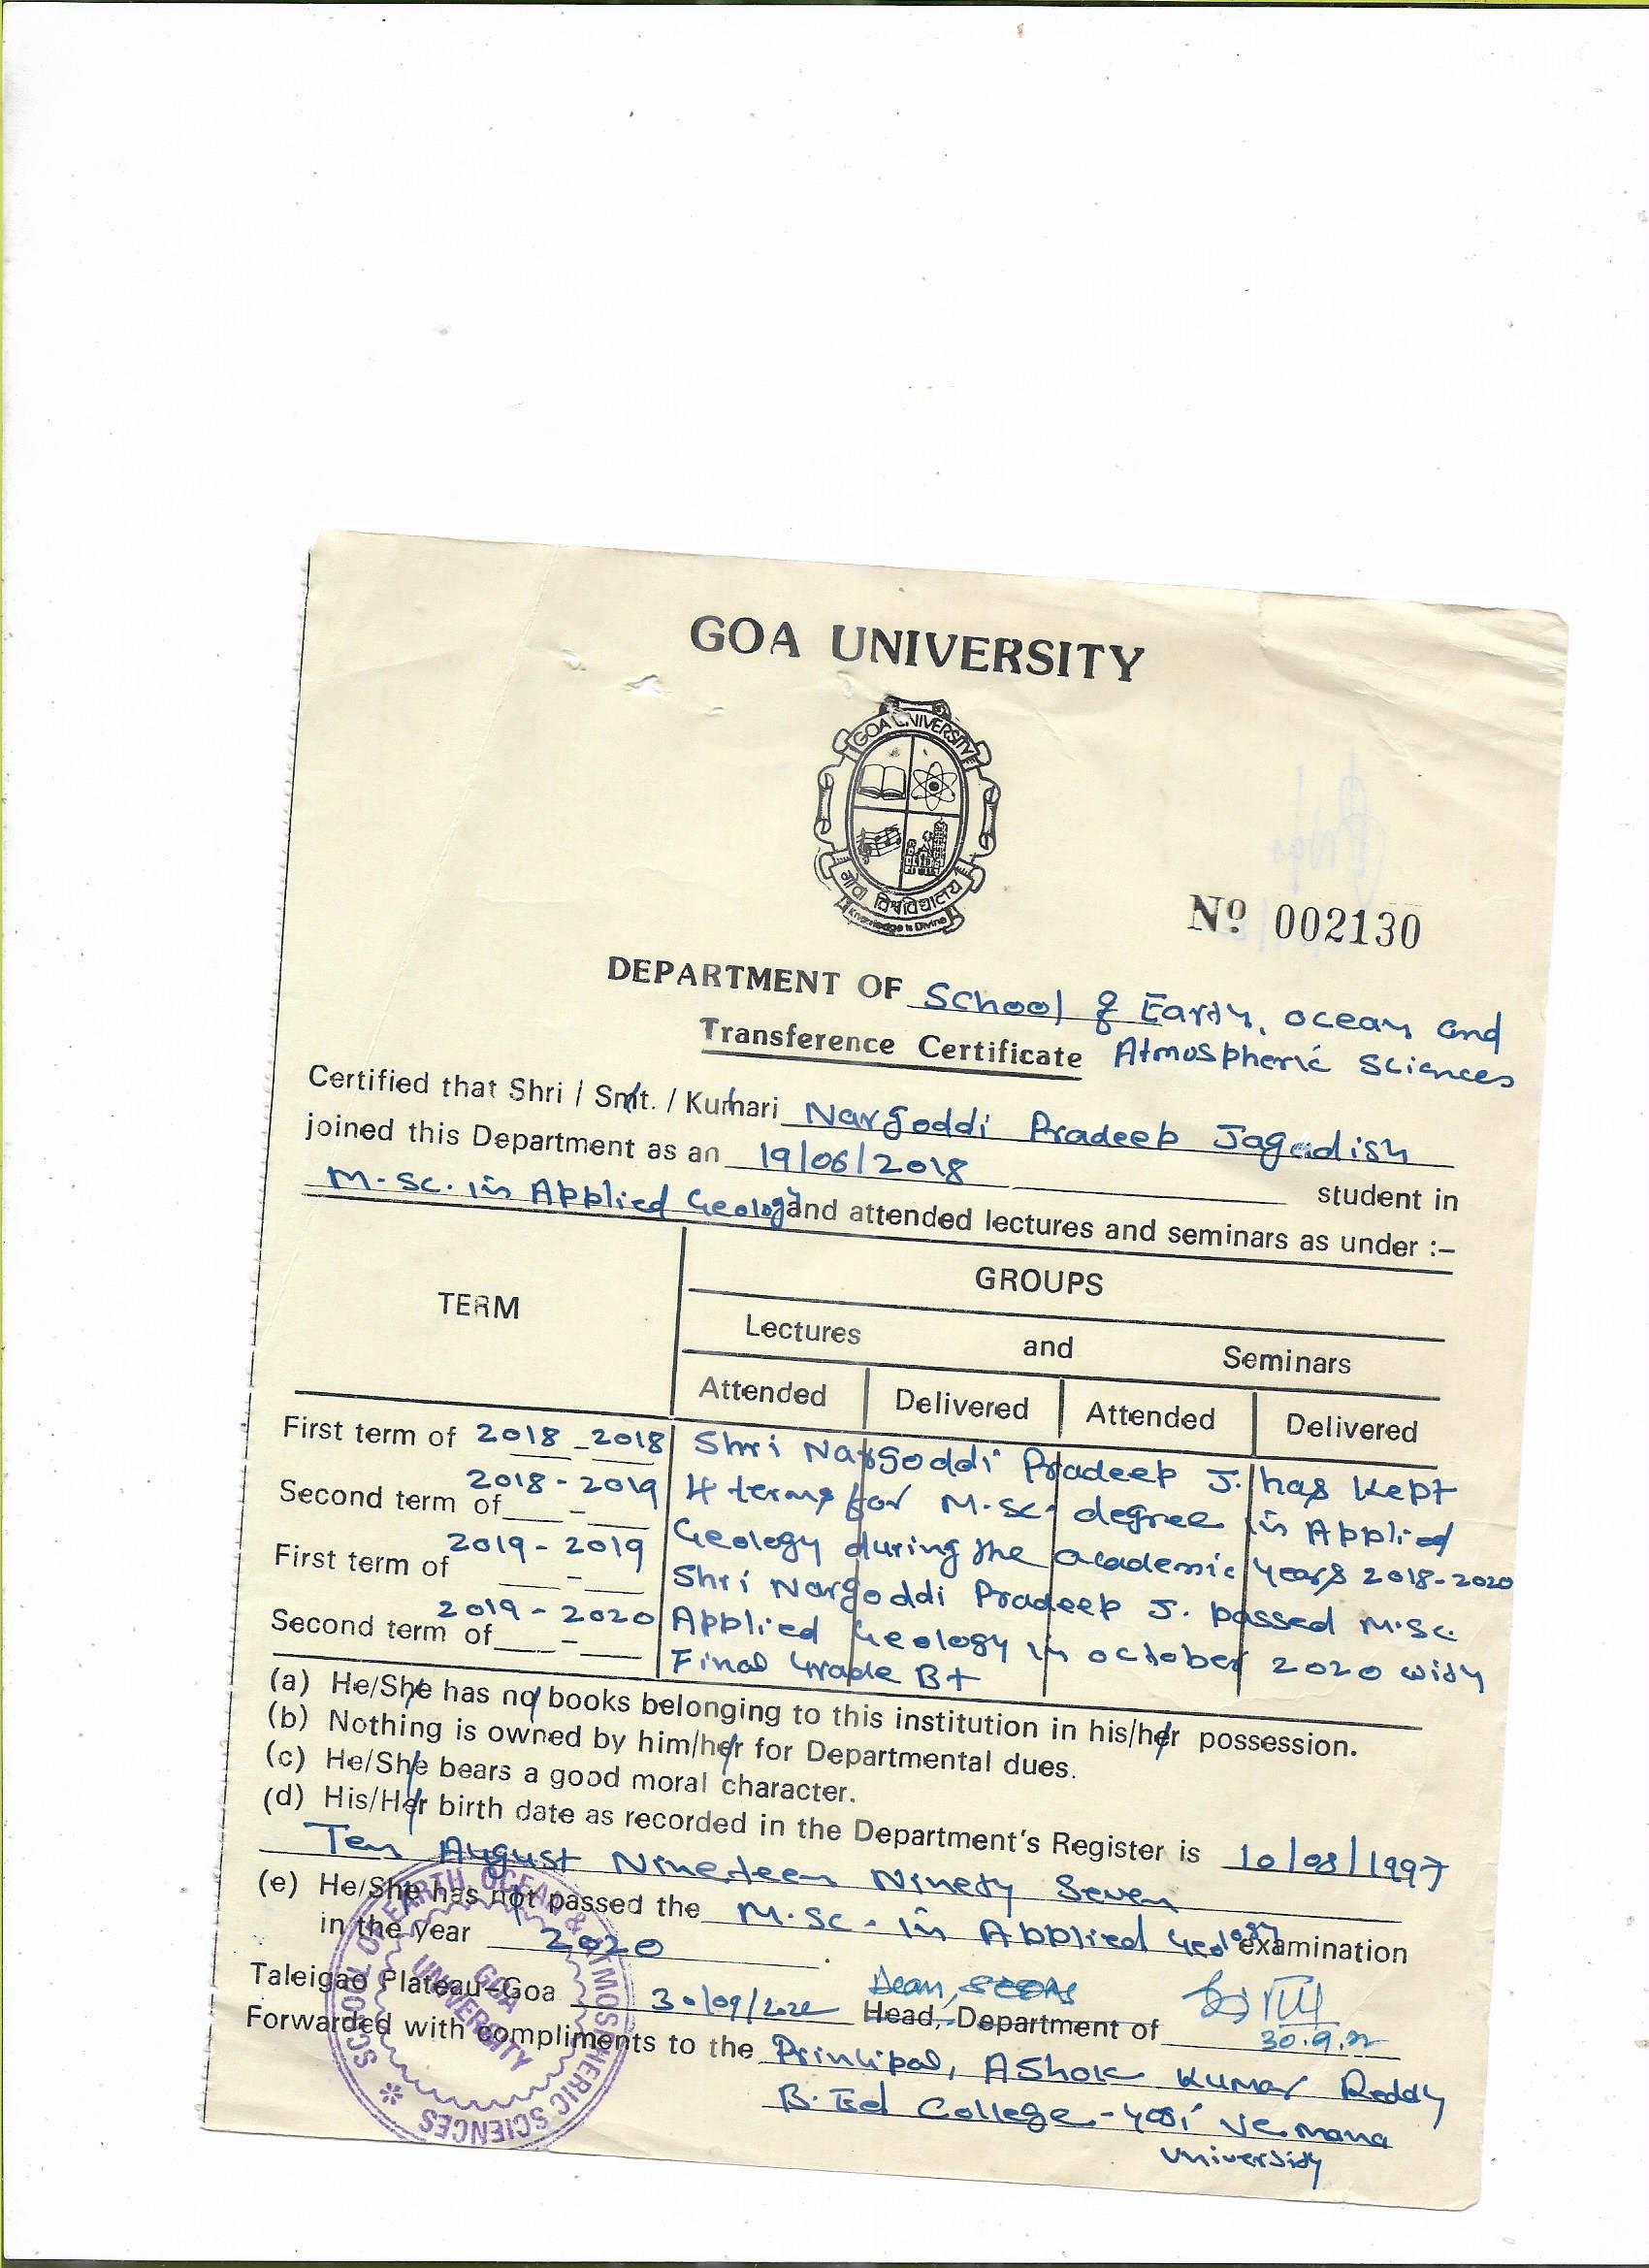 GOA UNIVERSITY
GOA UNIVERSITY
गोवा विश्वविद्यालय
Knowledge is Divine
Nº 002130
DEPARTMENT OF School of Earth, Ocean and
Transference Certificate Atmospheric Sciences
Certified that Shri / Smt. / Kumari Nargoddi Pradeep Jagadish
joined this Department as an 19/06/2018 student in
M.Sc. in Applied Geology and attended lectures and seminars as under :–
TERM
GROUPS
Lectures and Seminars
Attended Delivered Attended Delivered
First term of 2018 - 2018 Shri Nargoddi Pradeep J. has kept
Second term of 2018 - 2019 4 terms for M.Sc. degree in Applied
Geology during the academic years 2018-2020
First term of 2019 - 2019 Shri Nargoddi Pradeep J. passed M.Sc.
Second term of 2019 - 2020 Applied Geology in October 2020 with
Final Grade B+
(a) He/She has no books belonging to this institution in his/her possession.
(b) Nothing is owned by him/her for Departmental dues.
(c) He/She bears a good moral character.
(d) His/Her birth date as recorded in the Department's Register is 10/08/1997
Ten August Nineteen Ninety Seven
(e) He/She has not passed the M.Sc. in Applied Geology examination
in the year 2020.
Taleigao Plateau–Goa 30/09/2022 Dean, SEOAS Head, Department of
30.9.22
Forwarded with compliments to the Principal, Ashok Kumar Reddy
B.Ed College - Yogi Vemana
University
SCHOOL OF EARTH, OCEAN & ATMOSPHERIC SCIENCES
GOA
UNIVERSITY